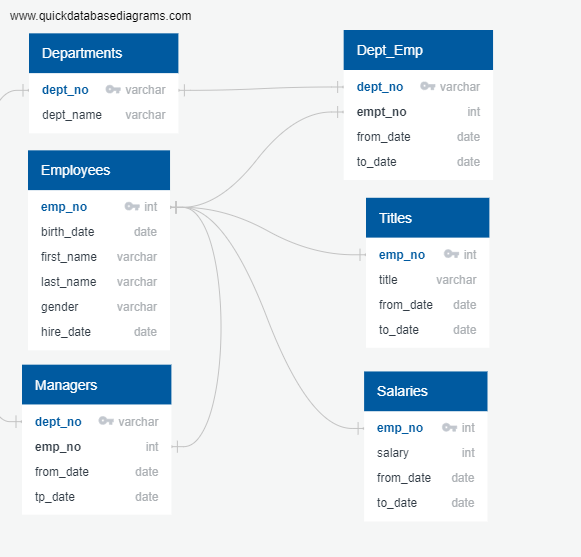 www.quickdatabasediagrams.com
Departments
dept_no varchar
dept_name varchar
Employees
emp_no int
birth_date date
first_name varchar
last_name varchar
gender varchar
hire_date date
Managers
dept_no varchar
emp_no int
from_date date
tp_date date
Dept_Emp
dept_no varchar
empt_no int
from_date date
to_date date
Titles
emp_no int
title varchar
from_date date
to_date date
Salaries
emp_no int
salary int
from_date date
to_date date